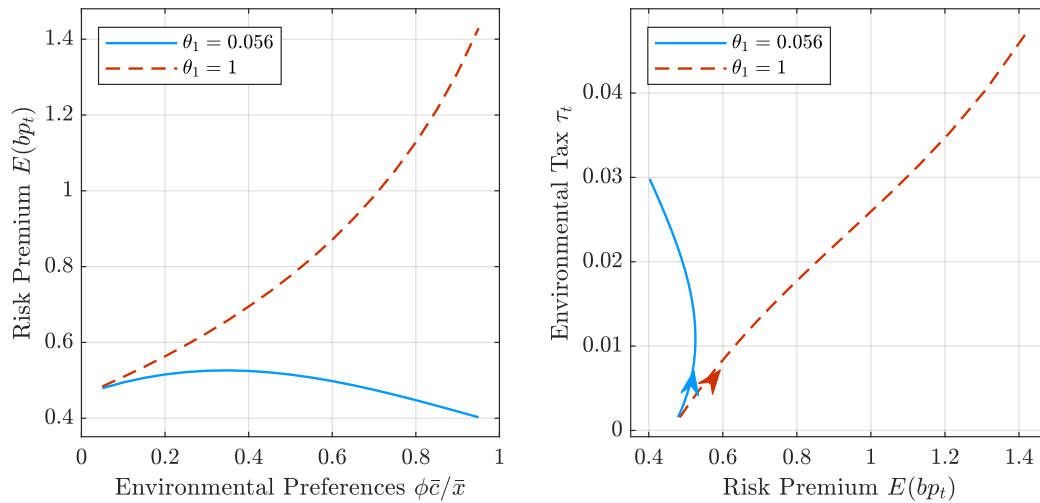 θ₁ = 0.056
θ₁ = 1
Risk Premium E(bpₜ)
1.4
1.2
1
0.8
0.6
0.4
0
0.2
0.4
0.6
0.8
1
Environmental Preferences ϕc̄/x̄
θ₁ = 0.056
θ₁ = 1
Environmental Tax τₜ
0.04
0.03
0.02
0.01
0
0.4
0.6
0.8
1
1.2
1.4
Risk Premium E(bpₜ)